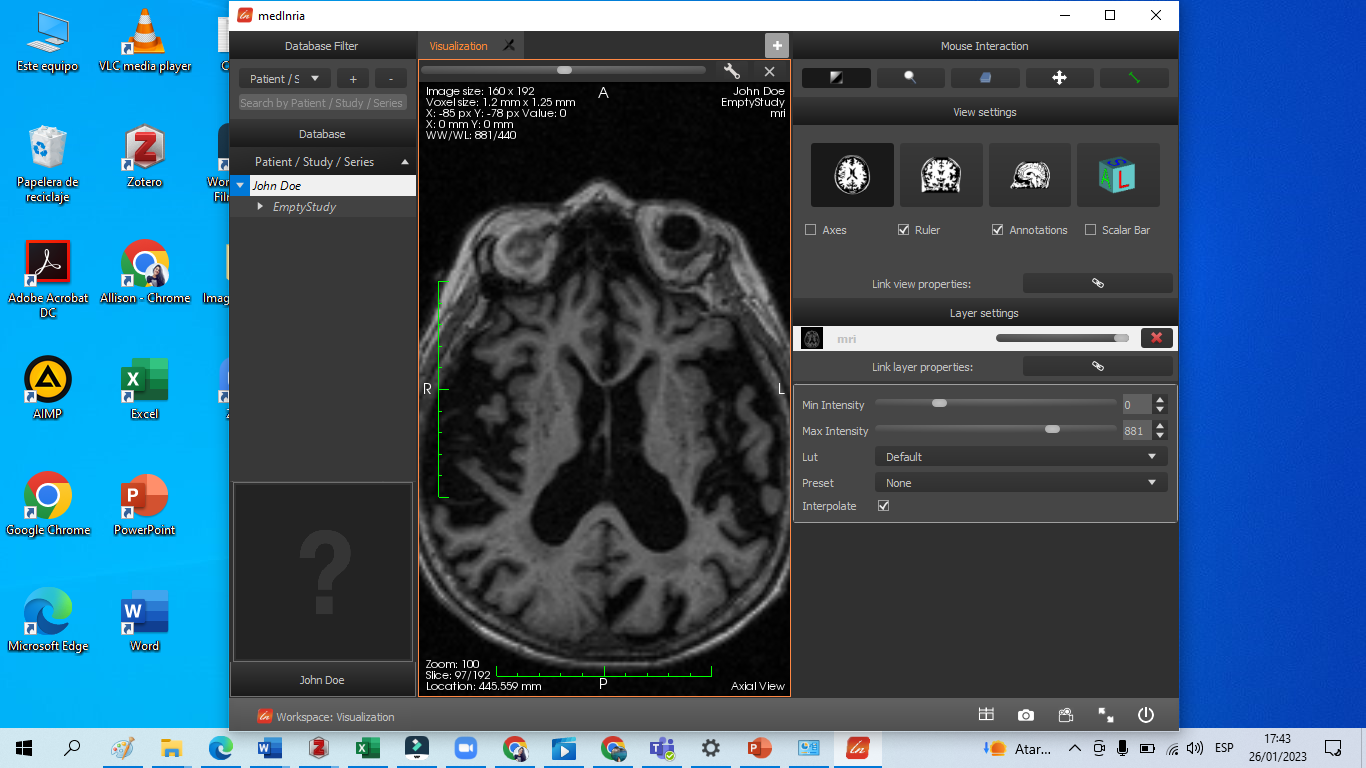 Este equipo
VLC media player
Papelera de
reciclaje
Zotero
Adobe Acrobat
DC
Allison - Chrome
AIMP
Excel
Google Chrome
PowerPoint
Microsoft Edge
Word
medInria
Database Filter
Patient / S
+
-
Search by Patient / Study / Series
Database
Patient / Study / Series
John Doe
EmptyStudy
?
John Doe
Visualization
Image size: 160 x 192
Voxel size: 1.2 mm x 1.25 mm
X: -85 px Y: -78 px Value: 0
X: 0 mm Y: 0 mm
WW/WL: 881/440
A
John Doe
EmptyStudy
mri
R
L
Zoom: 100
Slice: 97/192
Location: 445.559 mm
P
Axial View
Mouse Interaction
View settings
S
A
L
Axes
Ruler
Annotations
Scalar Bar
Link view properties:
Layer settings
mri
Link layer properties:
Min Intensity
0
Max Intensity
881
Lut
Default
Preset
None
Interpolate
Workspace: Visualization
Atar...
ESP
17:43
26/01/2023